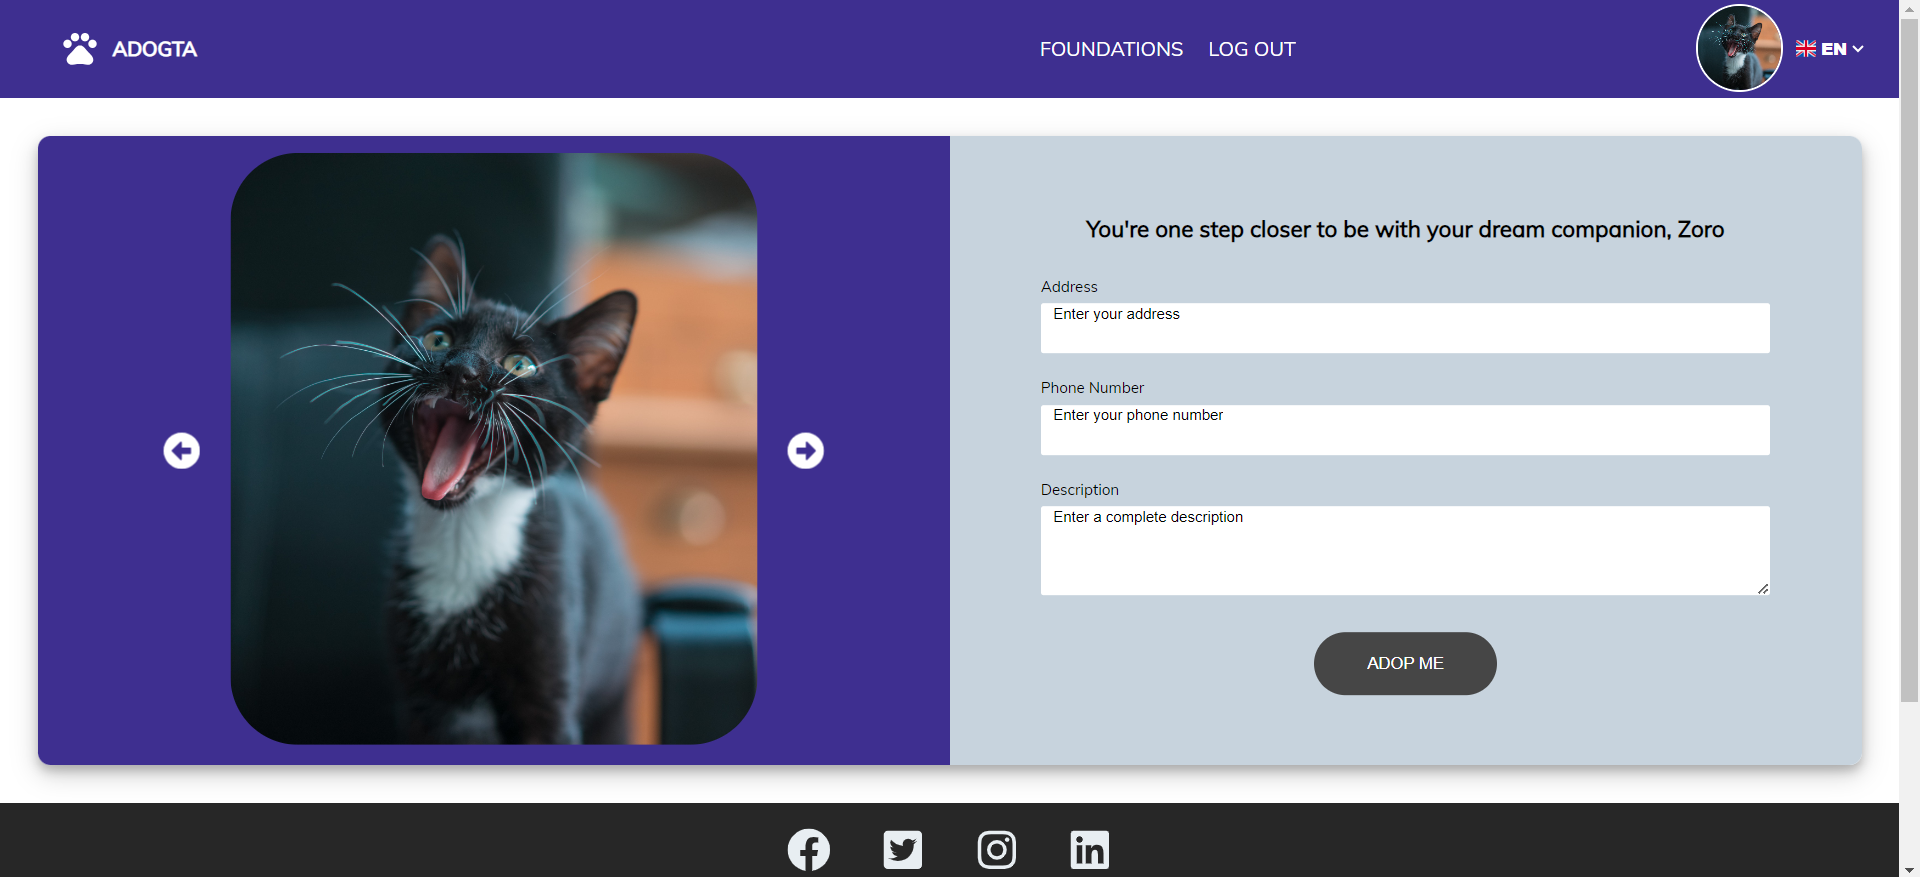 ADOGTA
FOUNDATIONS LOG OUT
EN
You're one step closer to be with your dream companion, Zoro
Address
Enter your address
Phone Number
Enter your phone number
Description
Enter a complete description
ADOP ME